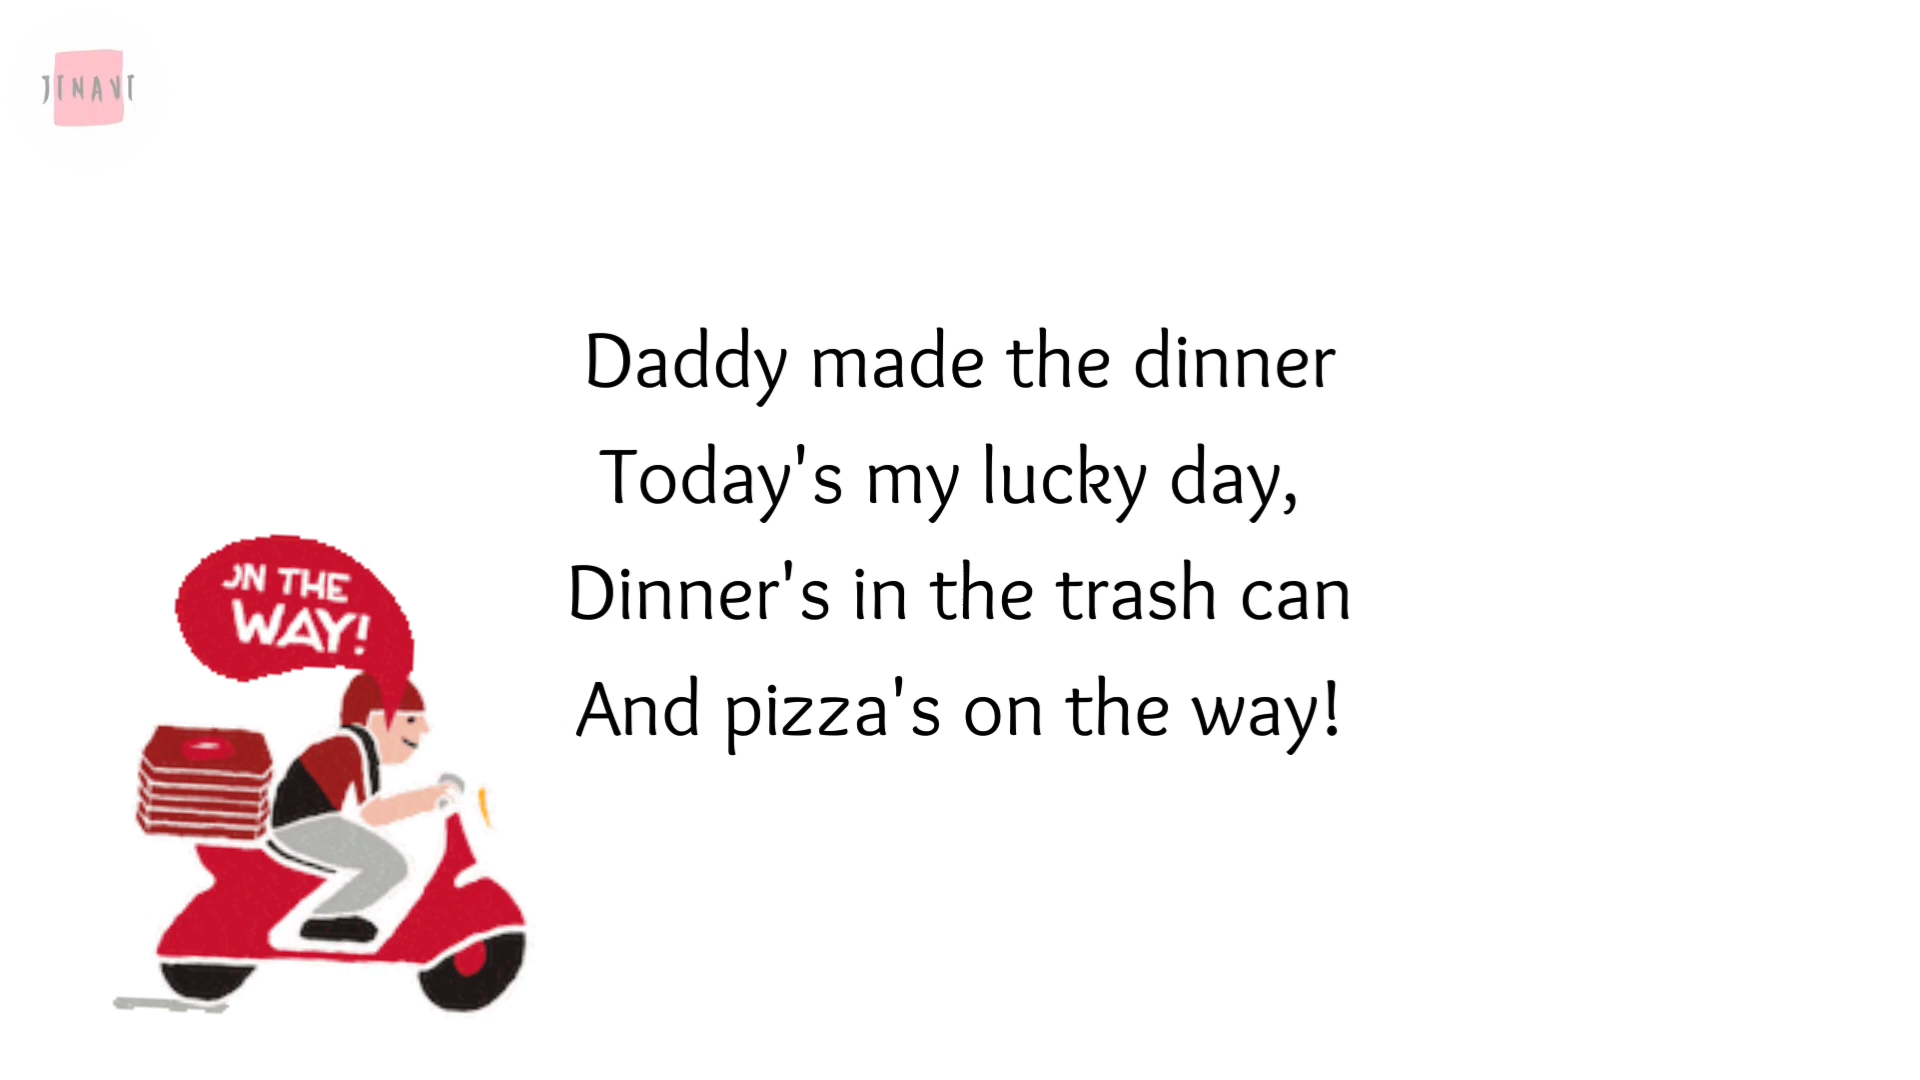 JINAVI
Daddy made the dinner
Today's my lucky day,
Dinner's in the trash can
And pizza's on the way!
ON THE
WAY!